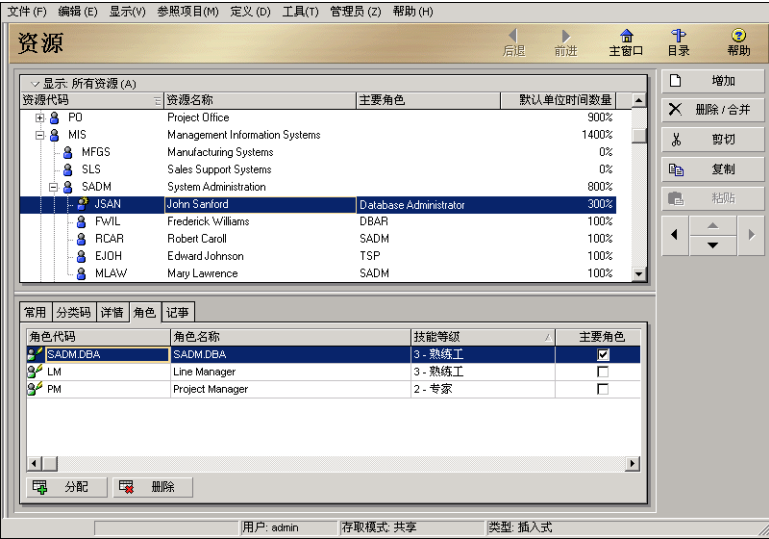 文件(F) 编辑(E) 显示(V) 参照项目(M) 定义(D) 工具(T) 管理员(Z) 帮助(H)
资源 后退 前进 主窗口 目录 帮助
显示: 所有资源(A)
资源代码 资源名称 主要角色 默认单位时间数量
PO Project Office 900%
MIS Management Information Systems 1400%
MFGS Manufacturing Systems 0%
SLS Sales Support Systems 0%
SADM System Administration 800%
JSAN John Sanford Database Administrator 300%
FWIL Frederick Williams DBAR 100%
RCAR Robert Caroll SADM 100%
EJOH Edward Johnson TSP 100%
MLAW Mary Lawrence SADM 100%
增加
删除/合并
剪切
复制
粘贴
常用 分类码 详情 角色 记事
角色代码 角色名称 技能等级 主要角色
SADM.DBA SADM.DBA 3 - 熟练工
LM Line Manager 3 - 熟练工
PM Project Manager 2 - 专家
分配 删除
用户: admin 存取模式: 共享 类型: 插入式